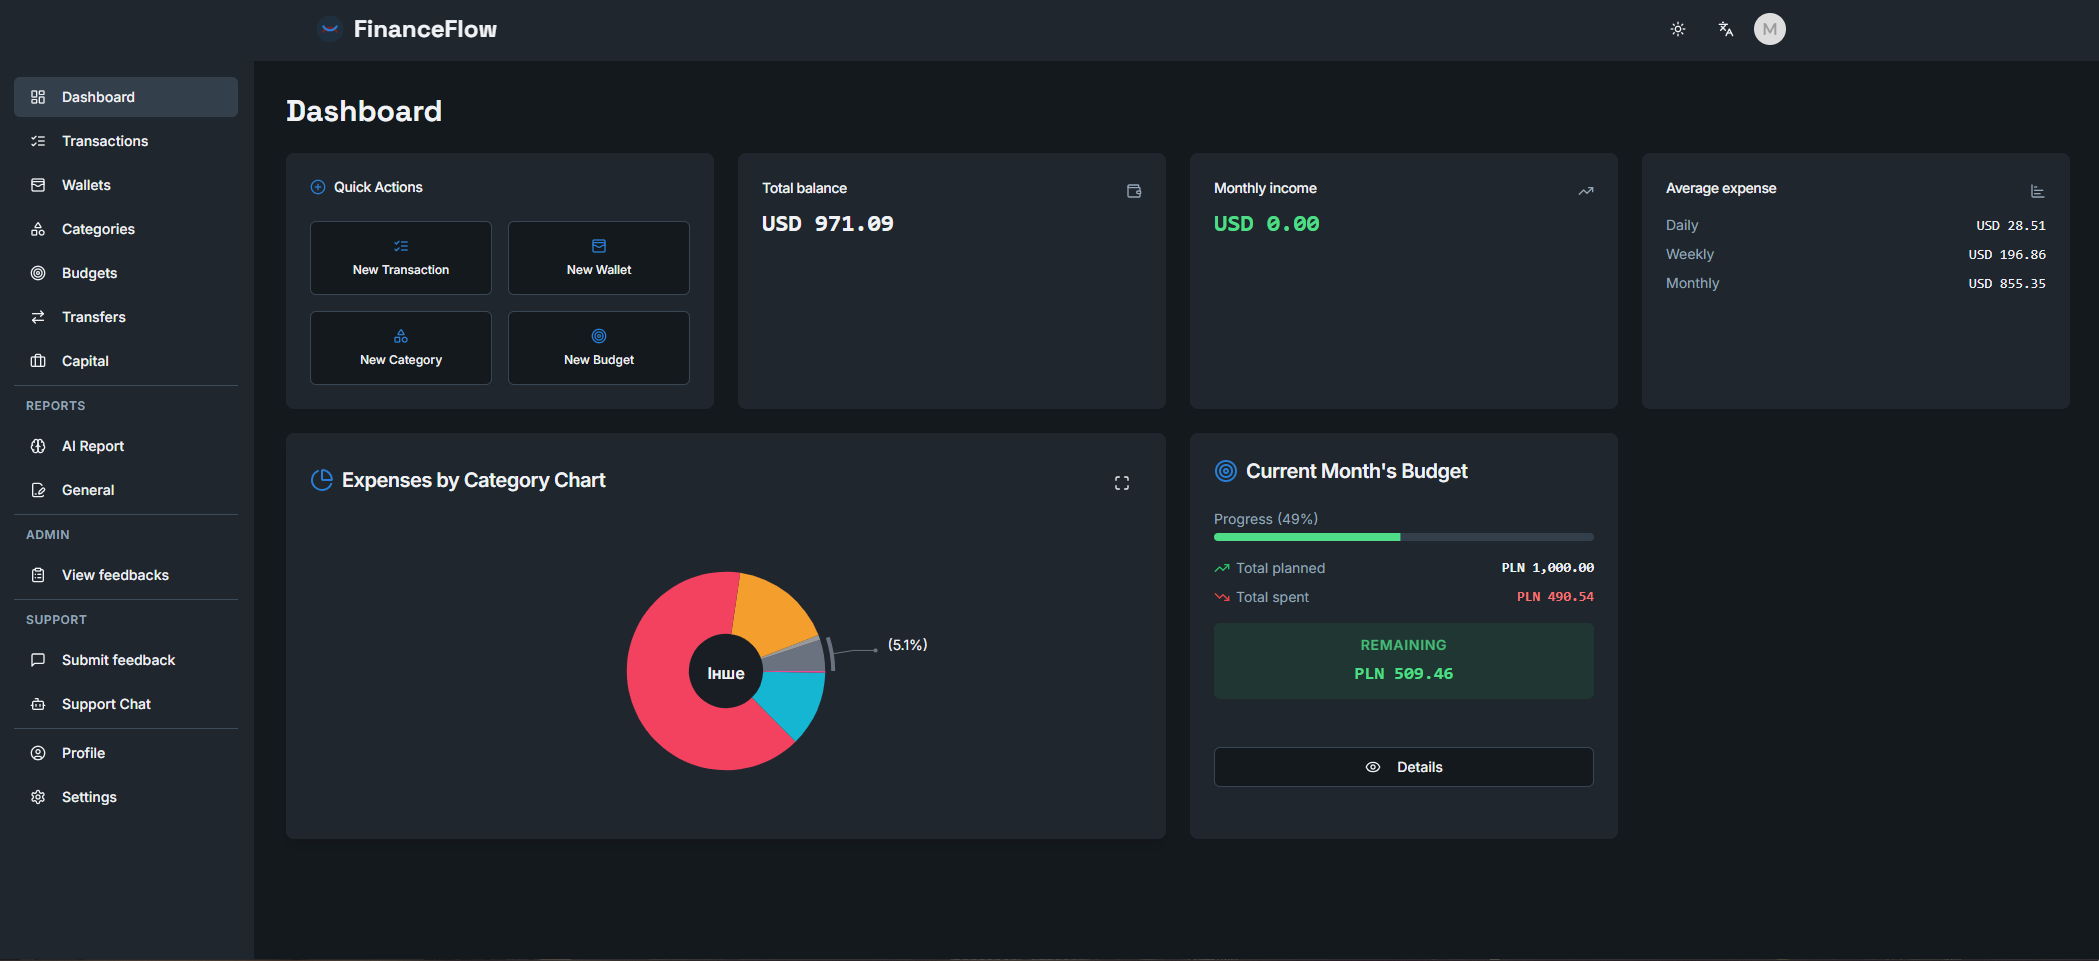 FinanceFlow
M
Dashboard
Transactions
Wallets
Categories
Budgets
Transfers
Capital
REPORTS
AI Report
General
ADMIN
View feedbacks
SUPPORT
Submit feedback
Support Chat
Profile
Settings
Dashboard
Quick Actions
New Transaction
New Wallet
New Category
New Budget
Total balance
USD 971.09
Monthly income
USD 0.00
Average expense
Daily USD 28.51
Weekly USD 196.86
Monthly USD 855.35
Expenses by Category Chart
Інше
(5.1%)
Current Month's Budget
Progress (49%)
Total planned PLN 1,000.00
Total spent PLN 490.54
REMAINING
PLN 509.46
Details